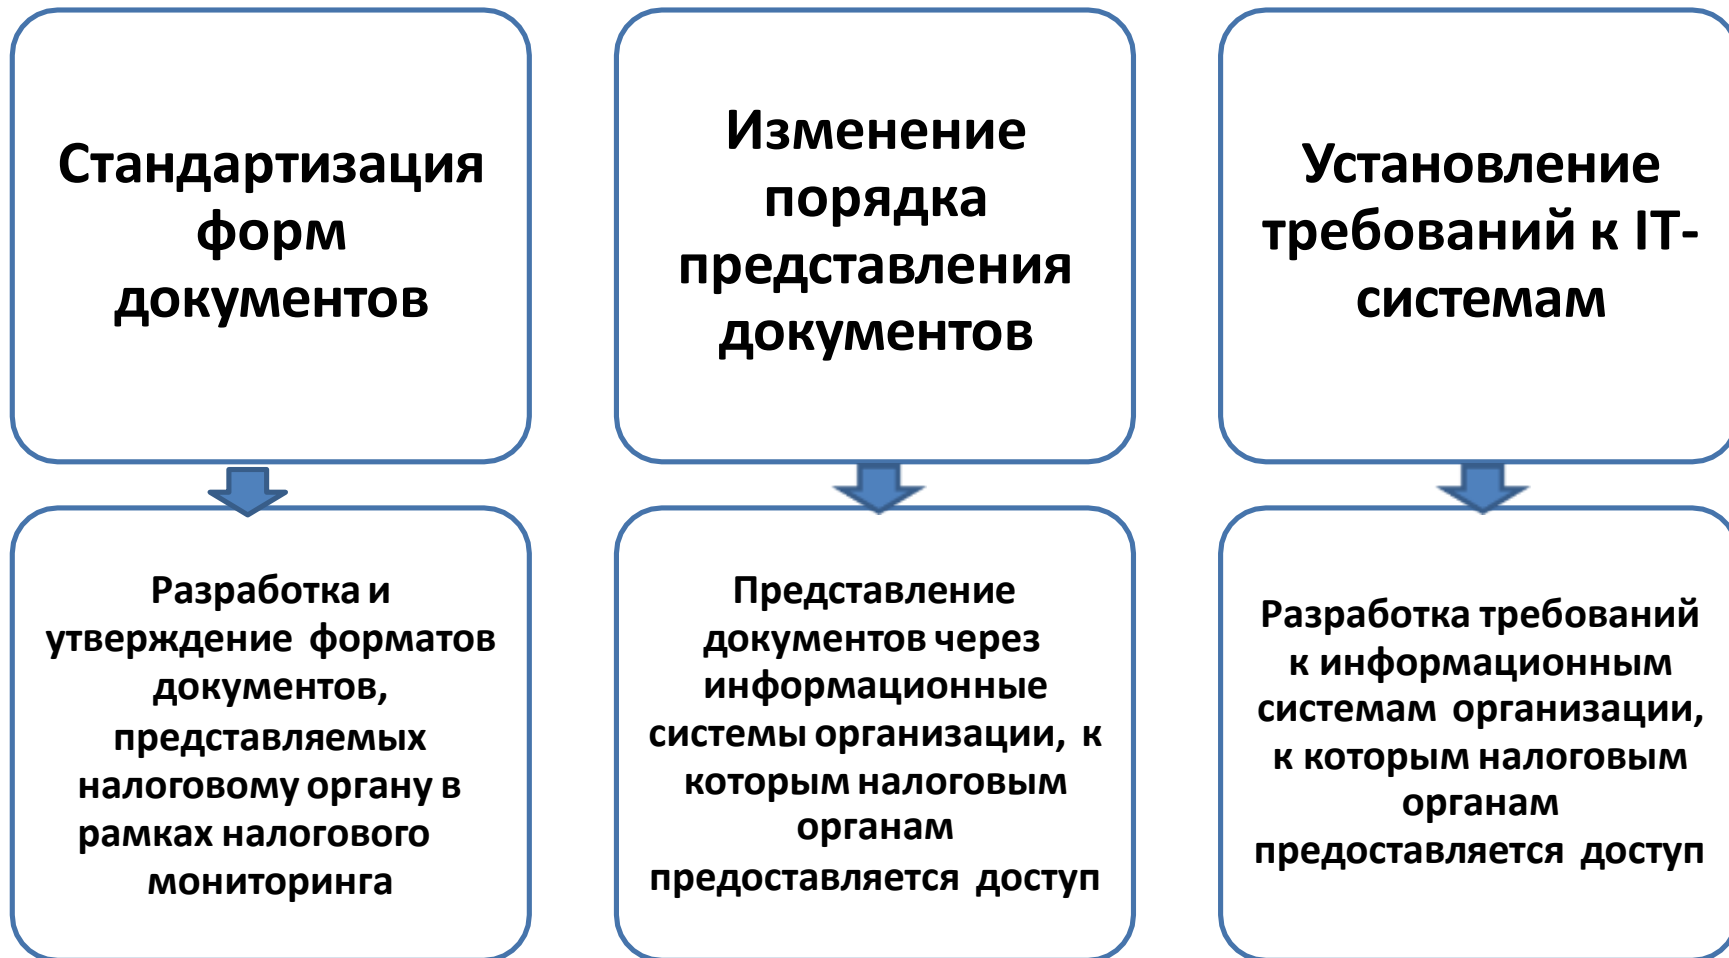 Стандартизация
форм
документов
Изменение
порядка
представления
документов
Установление
требований к IT-
системам
Разработка и
утверждение форматов
документов,
представляемых
налоговому органу в
рамках налогового
мониторинга
Представление
документов через
информационные
системы организации, к
которым налоговым
органам
предоставляется доступ
Разработка требований
к информационным
системам организации,
к которым налоговым
органам
предоставляется доступ